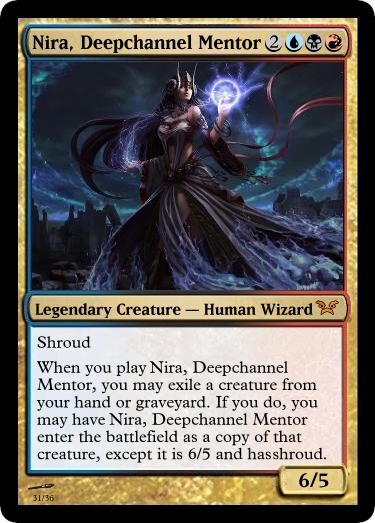 Nira, Deepchannel Mentor 2
Legendary Creature — Human Wizard
Shroud
When you play Nira, Deepchannel
Mentor, you may exile a creature from
your hand or graveyard. If you do, you
may have Nira, Deepchannel Mentor
enter the battlefield as a copy of that
creature, except it is 6/5 and hasshroud.
6/5
31/36